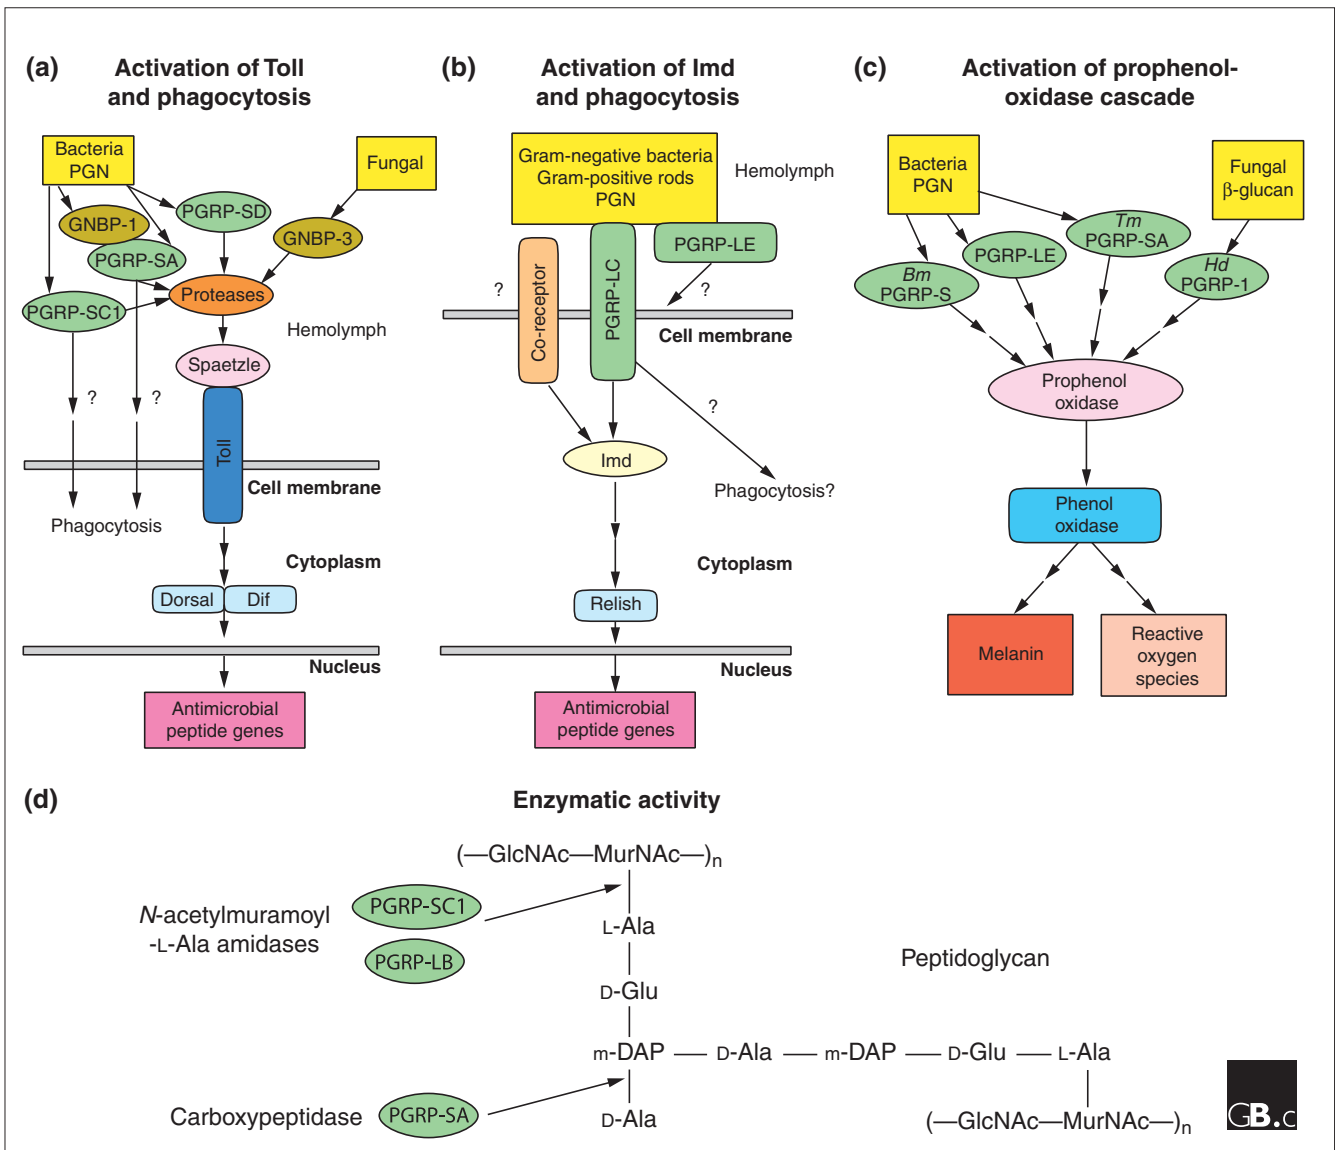 (a)
Activation of Toll
and phagocytosis
Bacteria
PGN
Fungal
PGRP-SD
GNBP-1
GNBP-3
PGRP-SA
Proteases
PGRP-SC1
Hemolymph
Spaetzle
?
?
Toll
Cell membrane
Phagocytosis
Cytoplasm
Dorsal
Dif
Nucleus
Antimicrobial
peptide genes
(b)
Activation of Imd
and phagocytosis
Gram-negative bacteria
Gram-positive rods
PGN
Hemolymph
PGRP-LE
?
Co-receptor
PGRP-LC
?
Cell membrane
?
Imd
Phagocytosis?
Cytoplasm
Relish
Nucleus
Antimicrobial
peptide genes
(c)
Activation of prophenol-
oxidase cascade
Bacteria
PGN
Fungal
β-glucan
Tm
PGRP-SA
PGRP-LE
Bm
PGRP-S
Hd
PGRP-1
Prophenol
oxidase
Phenol
oxidase
Melanin
Reactive
oxygen
species
(d)
Enzymatic activity
(—GlcNAc—MurNAc—)n
N-acetylmuramoyl
-L-Ala amidases
PGRP-SC1
PGRP-LB
L-Ala
D-Glu
Peptidoglycan
m-DAP — D-Ala — m-DAP — D-Glu — L-Ala
Carboxypeptidase
PGRP-SA
D-Ala
(—GlcNAc—MurNAc—)n
GB.c